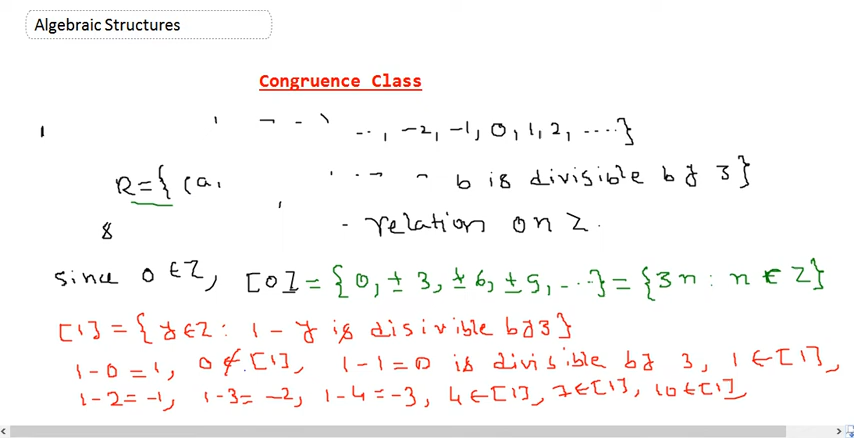 Algebraic Structures
Congruence Class
.., -2, -1, 0, 1, 2, ....}
R = { (a, b is divisible by 3}
& relation on Z.
since 0 ∈ Z, [0] = {0, ± 3, ± 6, ± 9, ...} = {3n : n ∈ Z}
[1] = { y ∈ Z : 1 - y is disivible by 3}
1-0 = 1, 0 ∉ [1], 1-1 = 0 is divisible by 3, 1 ∈ [1],
1-2 = -1, 1-3 = -2, 1-4 = -3, 4 ∈ [1], 7 ∈ [1], 10 ∈ [1],